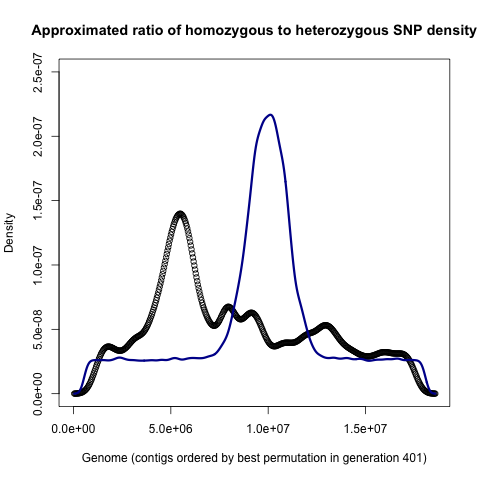 Approximated ratio of homozygous to heterozygous SNP density
2.5e-07
2.0e-07
1.5e-07
1.0e-07
5.0e-08
0.0e+00
Density
0.0e+00 5.0e+06 1.0e+07 1.5e+07
Genome (contigs ordered by best permutation in generation 401)